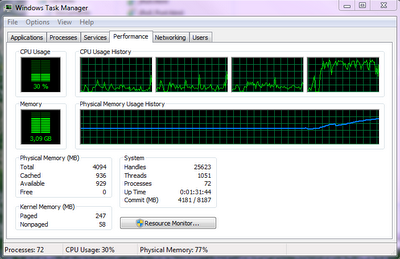 Windows Task Manager
File Options View Help
Applications Processes Services Performance Networking Users
CPU Usage CPU Usage History
30 %
Memory Physical Memory Usage History
3,09 GB
Physical Memory (MB)
Total 4094
Cached 936
Available 929
Free 0
Kernel Memory (MB)
Paged 247
Nonpaged 58
System
Handles 25623
Threads 1051
Processes 72
Up Time 0:01:31:44
Commit (MB) 4181 / 8187
Resource Monitor...
Processes: 72 CPU Usage: 30% Physical Memory: 77%